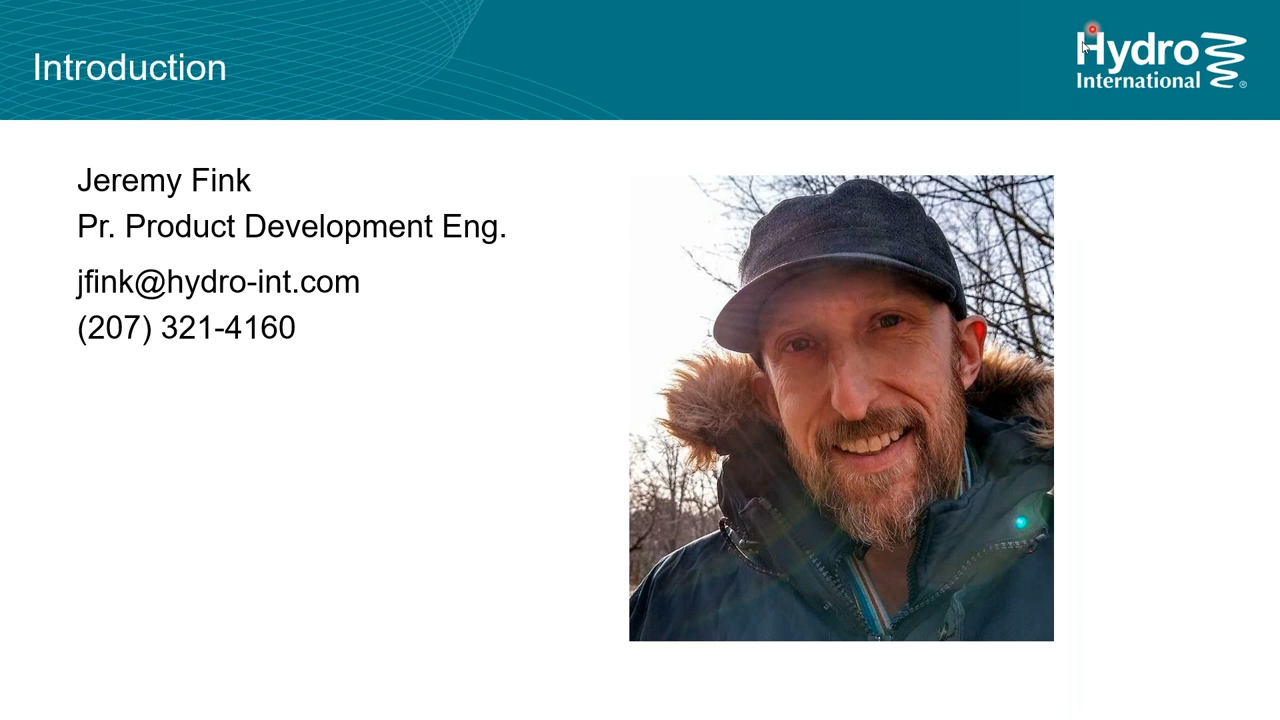 Introduction
Hydro
International
®
Jeremy Fink
Pr. Product Development Eng.
jfink@hydro-int.com
(207) 321-4160